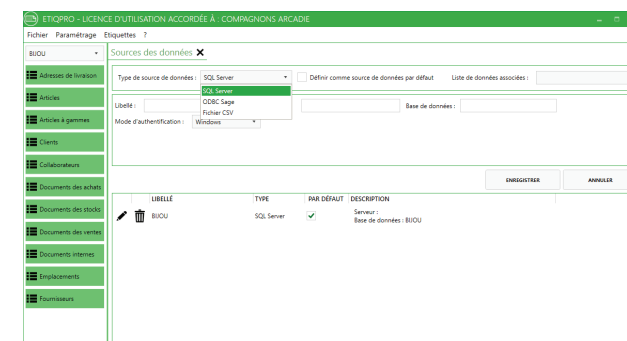 ETIQPRO - LICENCE D'UTILISATION ACCORDÉE À : COMPAGNONS ARCADIE
Fichier Paramétrage Etiquettes ?
BIJOU
Sources des données
Adresses de livraison
Articles
Articles à gammes
Clients
Collaborateurs
Documents des achats
Documents des stocks
Documents des ventes
Documents internes
Emplacements
Fournisseurs
Type de source de données : SQL Server
Définir comme source de données par défaut
Liste de données associées :
SQL Server
ODBC Sage
Fichier CSV
Libellé :
Base de données :
Mode d'authentification : Windows
ENREGISTRER ANNULER
LIBELLÉ TYPE PAR DÉFAUT DESCRIPTION
BIJOU SQL Server
Serveur :
Base de données : BIJOU